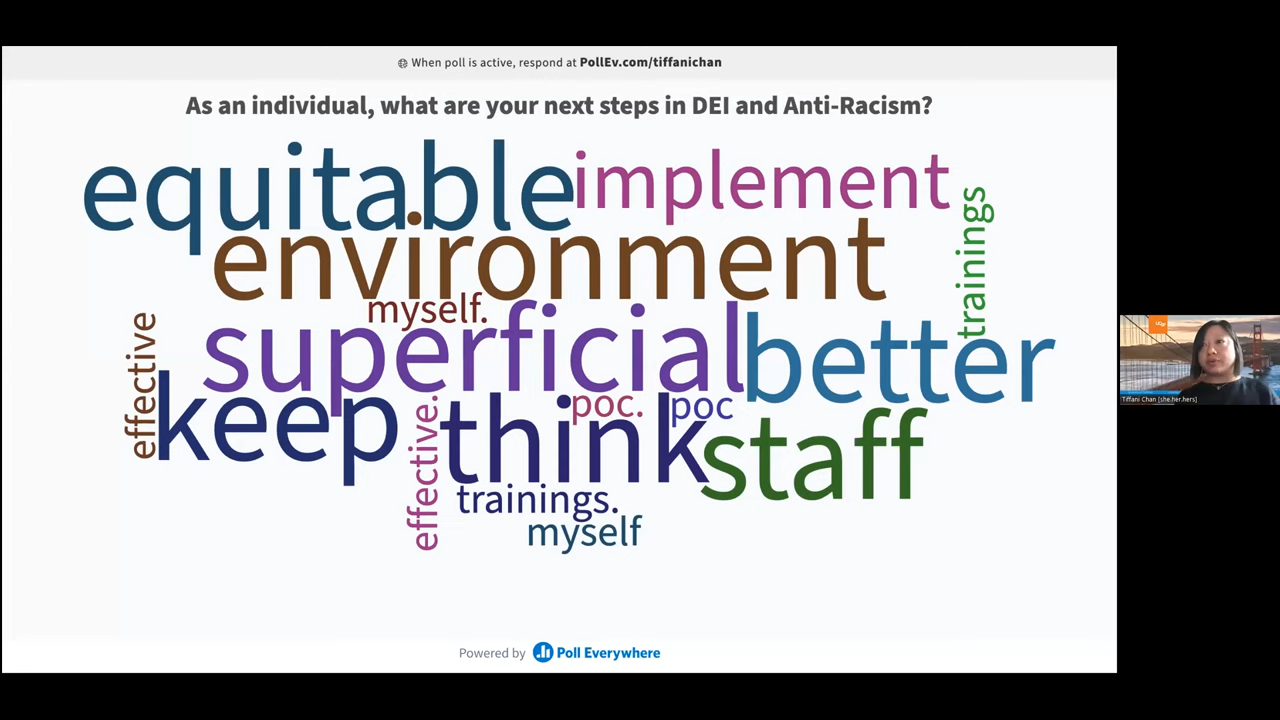 When poll is active, respond at PollEv.com/tiffanichan
As an individual, what are your next steps in DEI and Anti-Racism?
equitable
implement
trainings
environment
myself.
superficial
better
effective
keep
poc.
poc
think
staff
effective.
trainings.
myself
Tiffani Chan [she.her.hers]
Powered by Poll Everywhere